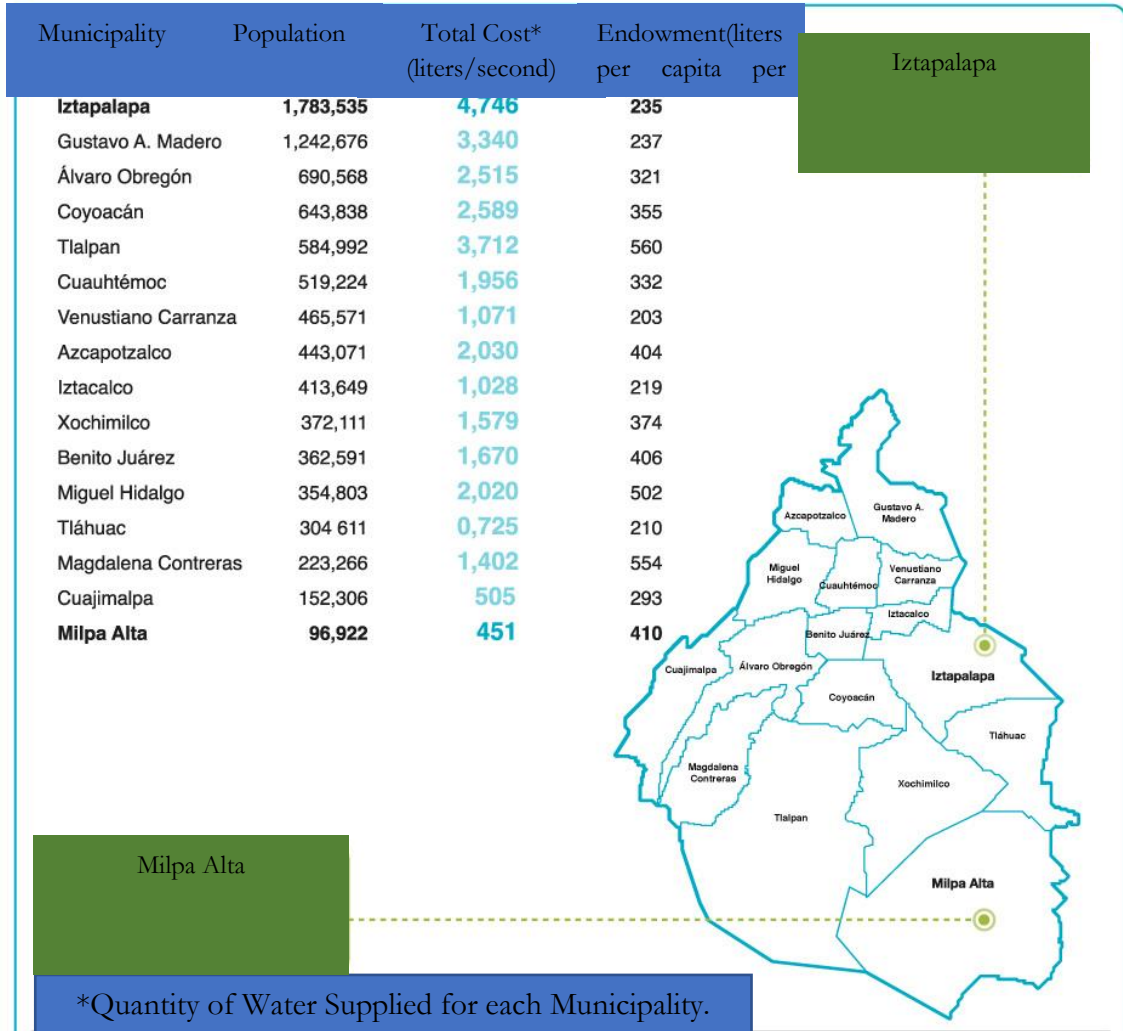 Municipality Population Total Cost* Endowment(liters
(liters/second) per capita per
Iztapalapa
Iztapalapa 1,783,535 4,746 235
Gustavo A. Madero 1,242,676 3,340 237
Álvaro Obregón 690,568 2,515 321
Coyoacán 643,838 2,589 355
Tlalpan 584,992 3,712 560
Cuauhtémoc 519,224 1,956 332
Venustiano Carranza 465,571 1,071 203
Azcapotzalco 443,071 2,030 404
Iztacalco 413,649 1,028 219
Xochimilco 372,111 1,579 374
Benito Juárez 362,591 1,670 406
Miguel Hidalgo 354,803 2,020 502
Tláhuac 304 611 0,725 210
Magdalena Contreras 223,266 1,402 554
Cuajimalpa 152,306 505 293
Milpa Alta 96,922 451 410
Azcapotzalco
Gustavo A.
Madero
Miguel
Hidalgo
Cuauhtémoc
Venustiano
Carranza
Iztacalco
Benito Juárez
Cuajimalpa
Álvaro Obregón
Iztapalapa
Coyoacán
Tláhuac
Magdalena
Contreras
Xochimilco
Tlalpan
Milpa Alta
Milpa Alta
*Quantity of Water Supplied for each Municipality.